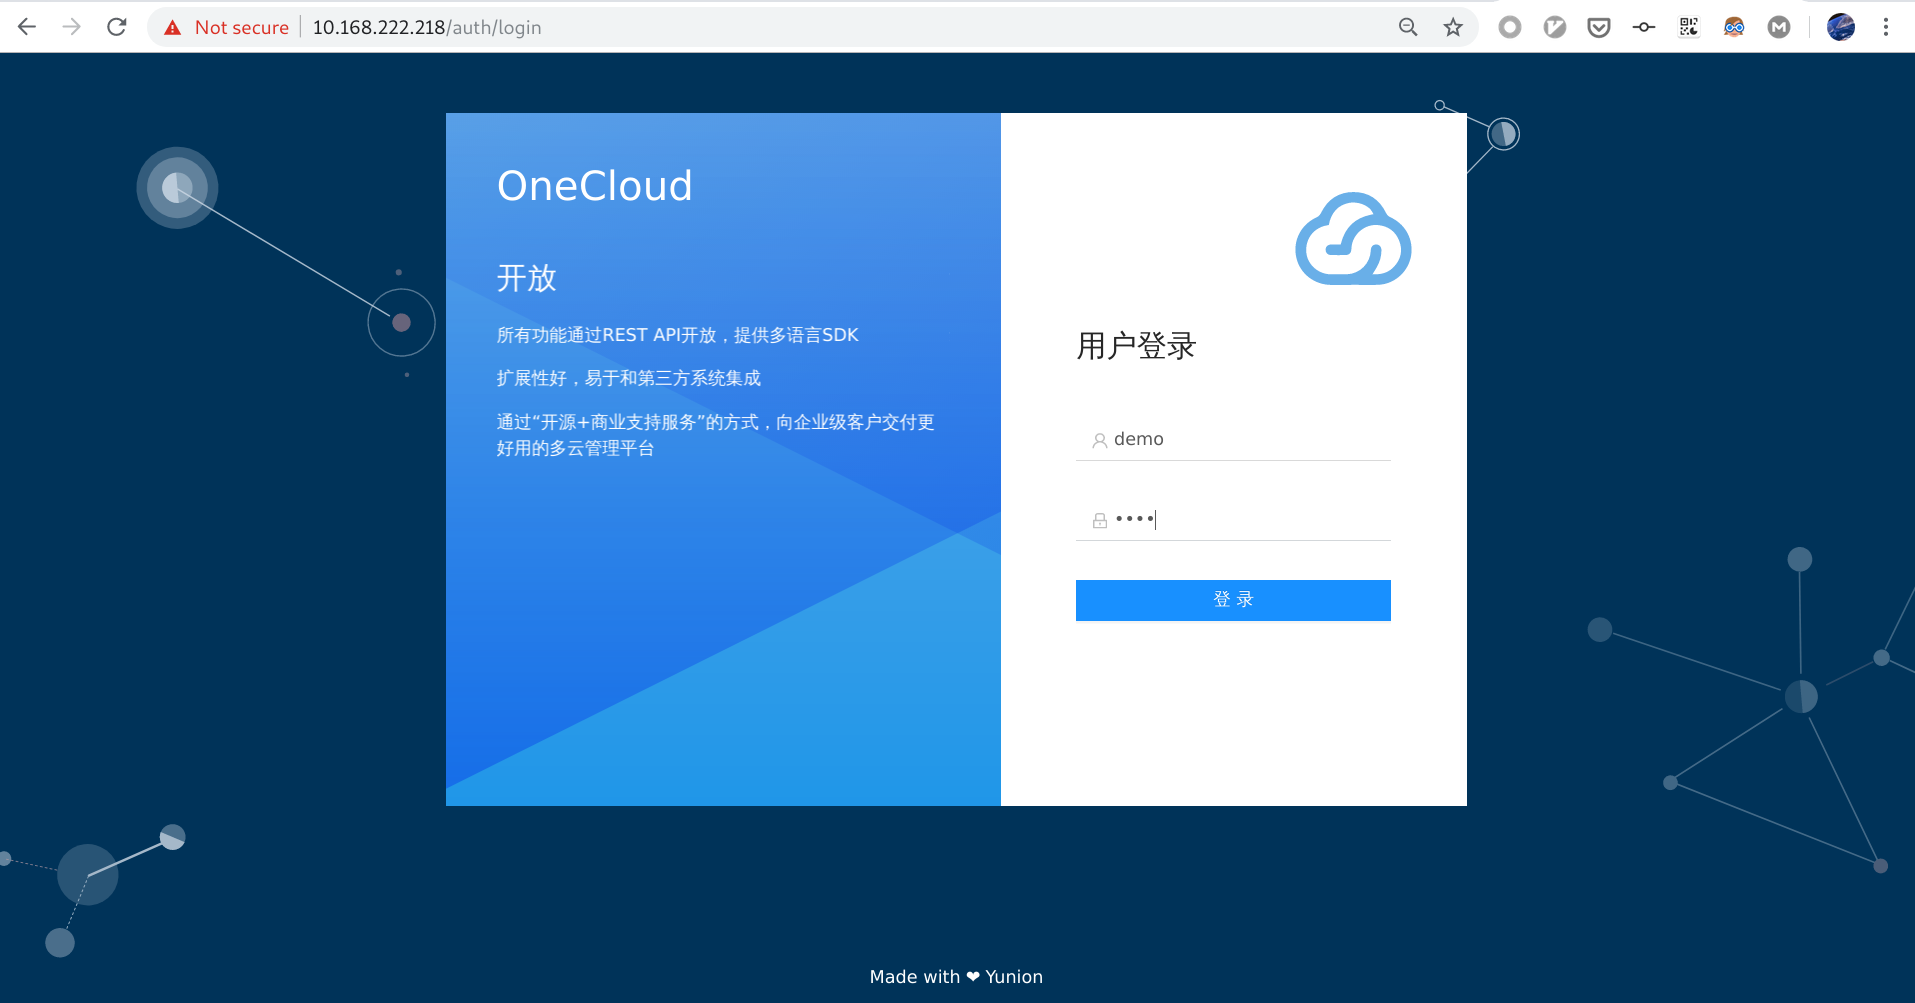 Not secure 10.168.222.218/auth/login
OneCloud
开放
所有功能通过REST API开放，提供多语言SDK
扩展性好，易于和第三方系统集成
通过“开源+商业支持服务”的方式，向企业级客户交付更
好用的多云管理平台
用户登录
demo
••••
登 录
Made with ❤ Yunion